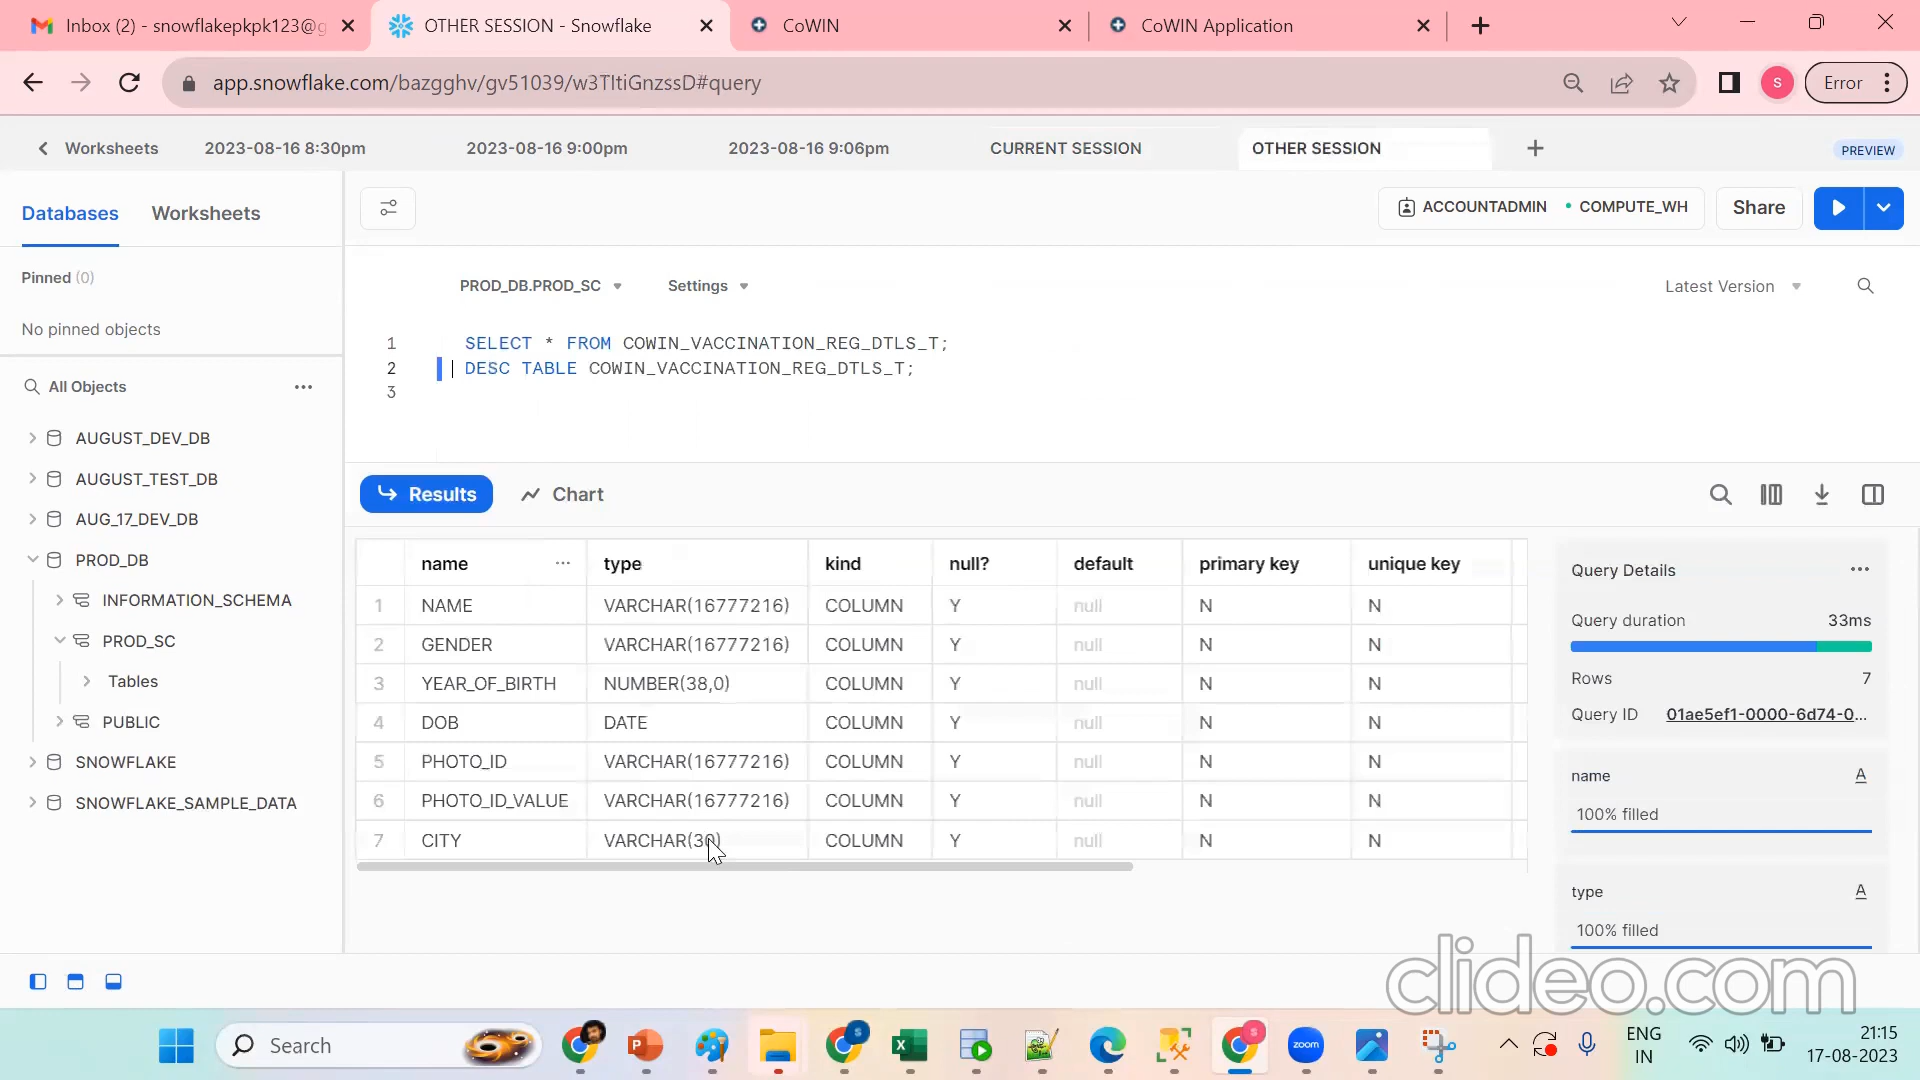 Inbox (2) - snowflakepkpk123@g
OTHER SESSION - Snowflake
CoWIN
CoWIN Application
app.snowflake.com/bazgghv/gv51039/w3TItiGnzssD#query
S
Error
Worksheets
2023-08-16 8:30pm
2023-08-16 9:00pm
2023-08-16 9:06pm
CURRENT SESSION
OTHER SESSION
PREVIEW
Databases
Worksheets
ACCOUNTADMIN
COMPUTE_WH
Share
Pinned (0)
No pinned objects
PROD_DB.PROD_SC
Settings
Latest Version
1 SELECT * FROM COWIN_VACCINATION_REG_DTLS_T;
2 DESC TABLE COWIN_VACCINATION_REG_DTLS_T;
3
All Objects
AUGUST_DEV_DB
AUGUST_TEST_DB
AUG_17_DEV_DB
PROD_DB
INFORMATION_SCHEMA
PROD_SC
Tables
PUBLIC
SNOWFLAKE
SNOWFLAKE_SAMPLE_DATA
Results
Chart
name type kind null? default primary key unique key
1 NAME VARCHAR(16777216) COLUMN Y null N N
2 GENDER VARCHAR(16777216) COLUMN Y null N N
3 YEAR_OF_BIRTH NUMBER(38,0) COLUMN Y null N N
4 DOB DATE COLUMN Y null N N
5 PHOTO_ID VARCHAR(16777216) COLUMN Y null N N
6 PHOTO_ID_VALUE VARCHAR(16777216) COLUMN Y null N N
7 CITY VARCHAR(30) COLUMN Y null N N
Query Details
Query duration 33ms
Rows 7
Query ID 01ae5ef1-0000-6d74-0...
name A
100% filled
type A
100% filled
clideo.com
Search
S
P
S
S
zoom
ENG
IN
21:15
17-08-2023